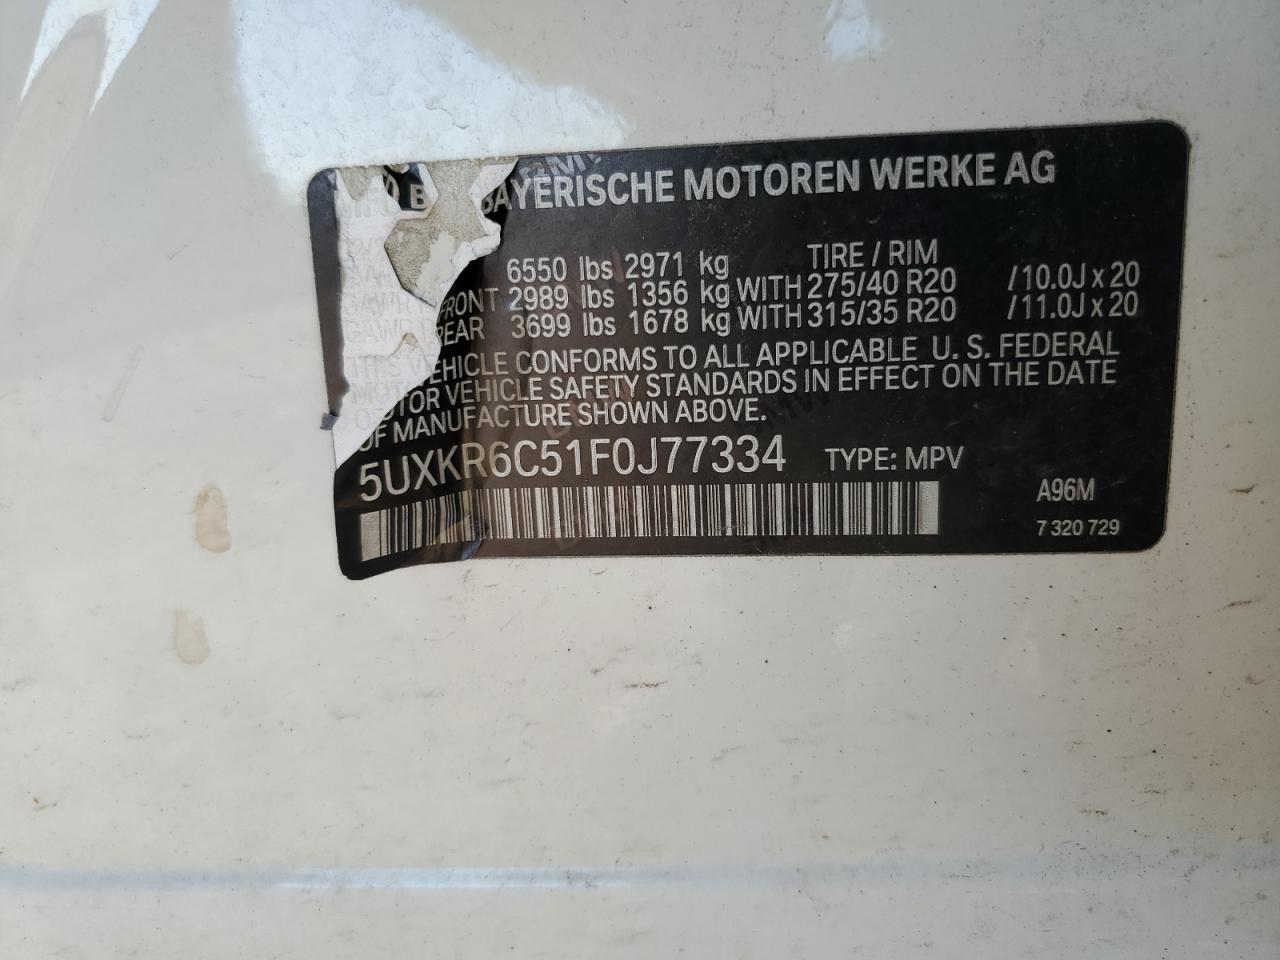 BAYERISCHE MOTOREN WERKE AG
TIRE / RIM
6550 lbs 2971 kg
FRONT 2989 lbs 1356 kg WITH 275/40 R20 /10.0J x 20
REAR 3699 lbs 1678 kg WITH 315/35 R20 /11.0J x 20
THIS VEHICLE CONFORMS TO ALL APPLICABLE U. S. FEDERAL
MOTOR VEHICLE SAFETY STANDARDS IN EFFECT ON THE DATE
OF MANUFACTURE SHOWN ABOVE.
5UXKR6C51F0J77334 TYPE: MPV
A96M
7 320 729